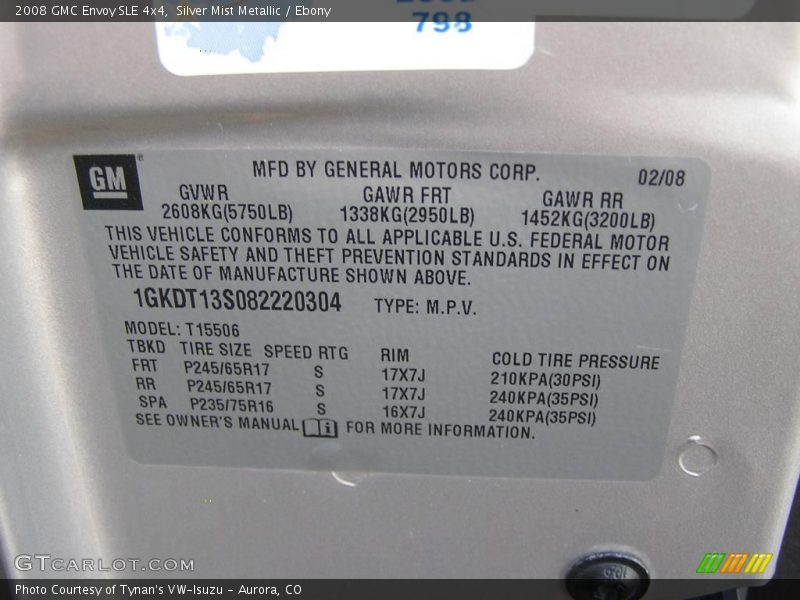 2008 GMC Envoy SLE 4x4, Silver Mist Metallic / Ebony
798
GM
MFD BY GENERAL MOTORS CORP. 02/08
GVWR GAWR FRT GAWR RR
2608KG(5750LB) 1338KG(2950LB) 1452KG(3200LB)
THIS VEHICLE CONFORMS TO ALL APPLICABLE U.S. FEDERAL MOTOR
VEHICLE SAFETY AND THEFT PREVENTION STANDARDS IN EFFECT ON
THE DATE OF MANUFACTURE SHOWN ABOVE.
1GKDT13S082220304 TYPE: M.P.V.
MODEL: T15506
TBKD TIRE SIZE SPEED RTG RIM COLD TIRE PRESSURE
FRT P245/65R17 S 17X7J 210KPA(30PSI)
RR P245/65R17 S 17X7J 240KPA(35PSI)
SPA P235/75R16 S 16X7J 240KPA(35PSI)
SEE OWNER'S MANUAL i FOR MORE INFORMATION.
GTCARLOT.COM
Photo Courtesy of Tynan's VW-Isuzu - Aurora, CO